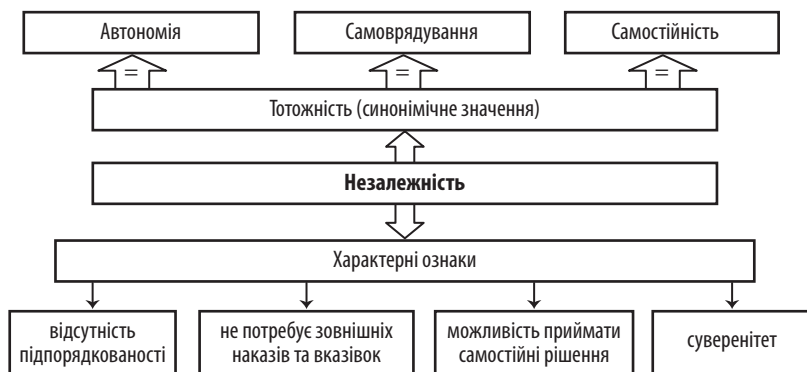 Автономія
Самоврядування
Самостійність
=
=
=
Тотожність (синонімічне значення)
Незалежність
Характерні ознаки
відсутність
підпорядкованості
не потребує зовнішніх
наказів та вказівок
можливість приймати
самостійні рішення
суверенітет